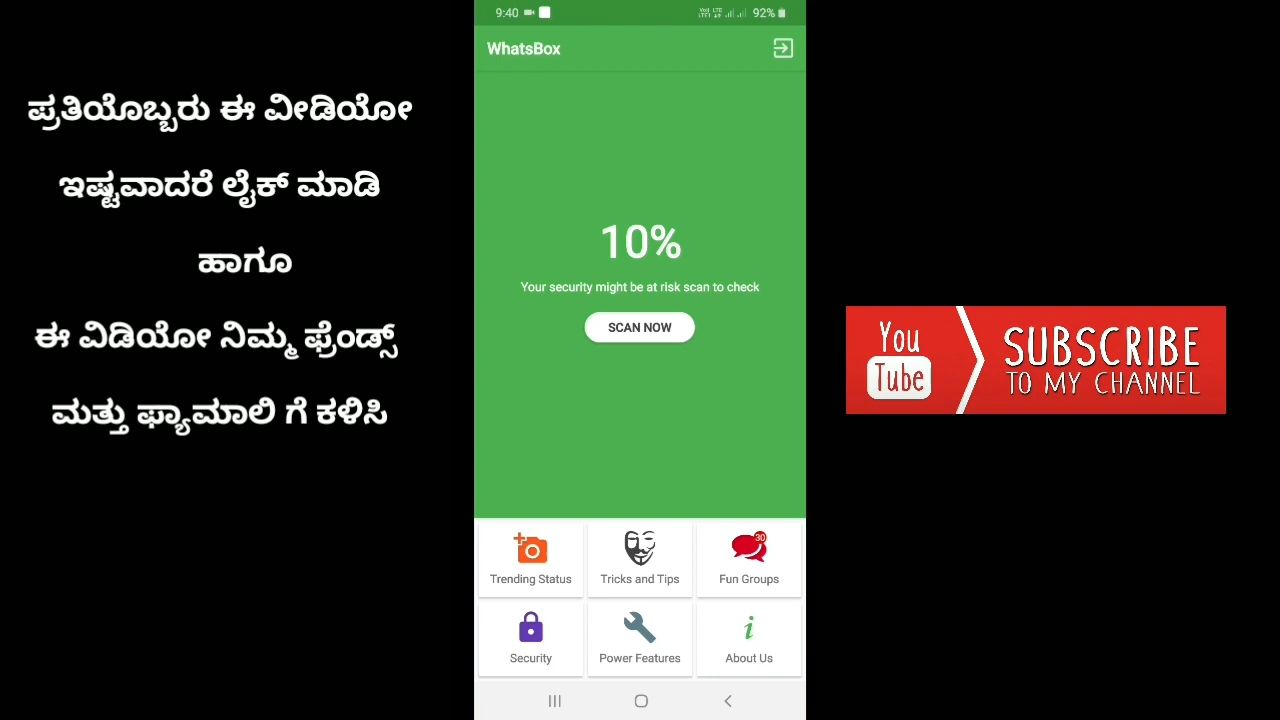 ಪ್ರತಿಯೊಬ್ಬರು ಈ ವೀಡಿಯೋ
ಇಷ್ಟವಾದರೆ ಲೈಕ್ ಮಾಡಿ
ಹಾಗೂ
ಈ ವಿಡಿಯೋ ನಿಮ್ಮ ಫ್ರೆಂಡ್ಸ್
ಮತ್ತು ಫ್ಯಾಮಾಲಿ ಗೆ ಕಳಿಸಿ
9:40
92%
WhatsBox
10%
Your security might be at risk scan to check
SCAN NOW
Trending Status
Tricks and Tips
30
Fun Groups
Security
Power Features
i
About Us
You
Tube
SUBSCRIBE
TO MY CHANNEL